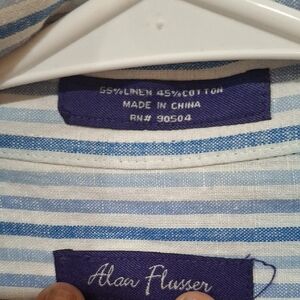 55%LINEN 45%COTTON
MADE IN CHINA
RN# 90504
Alan Flusser